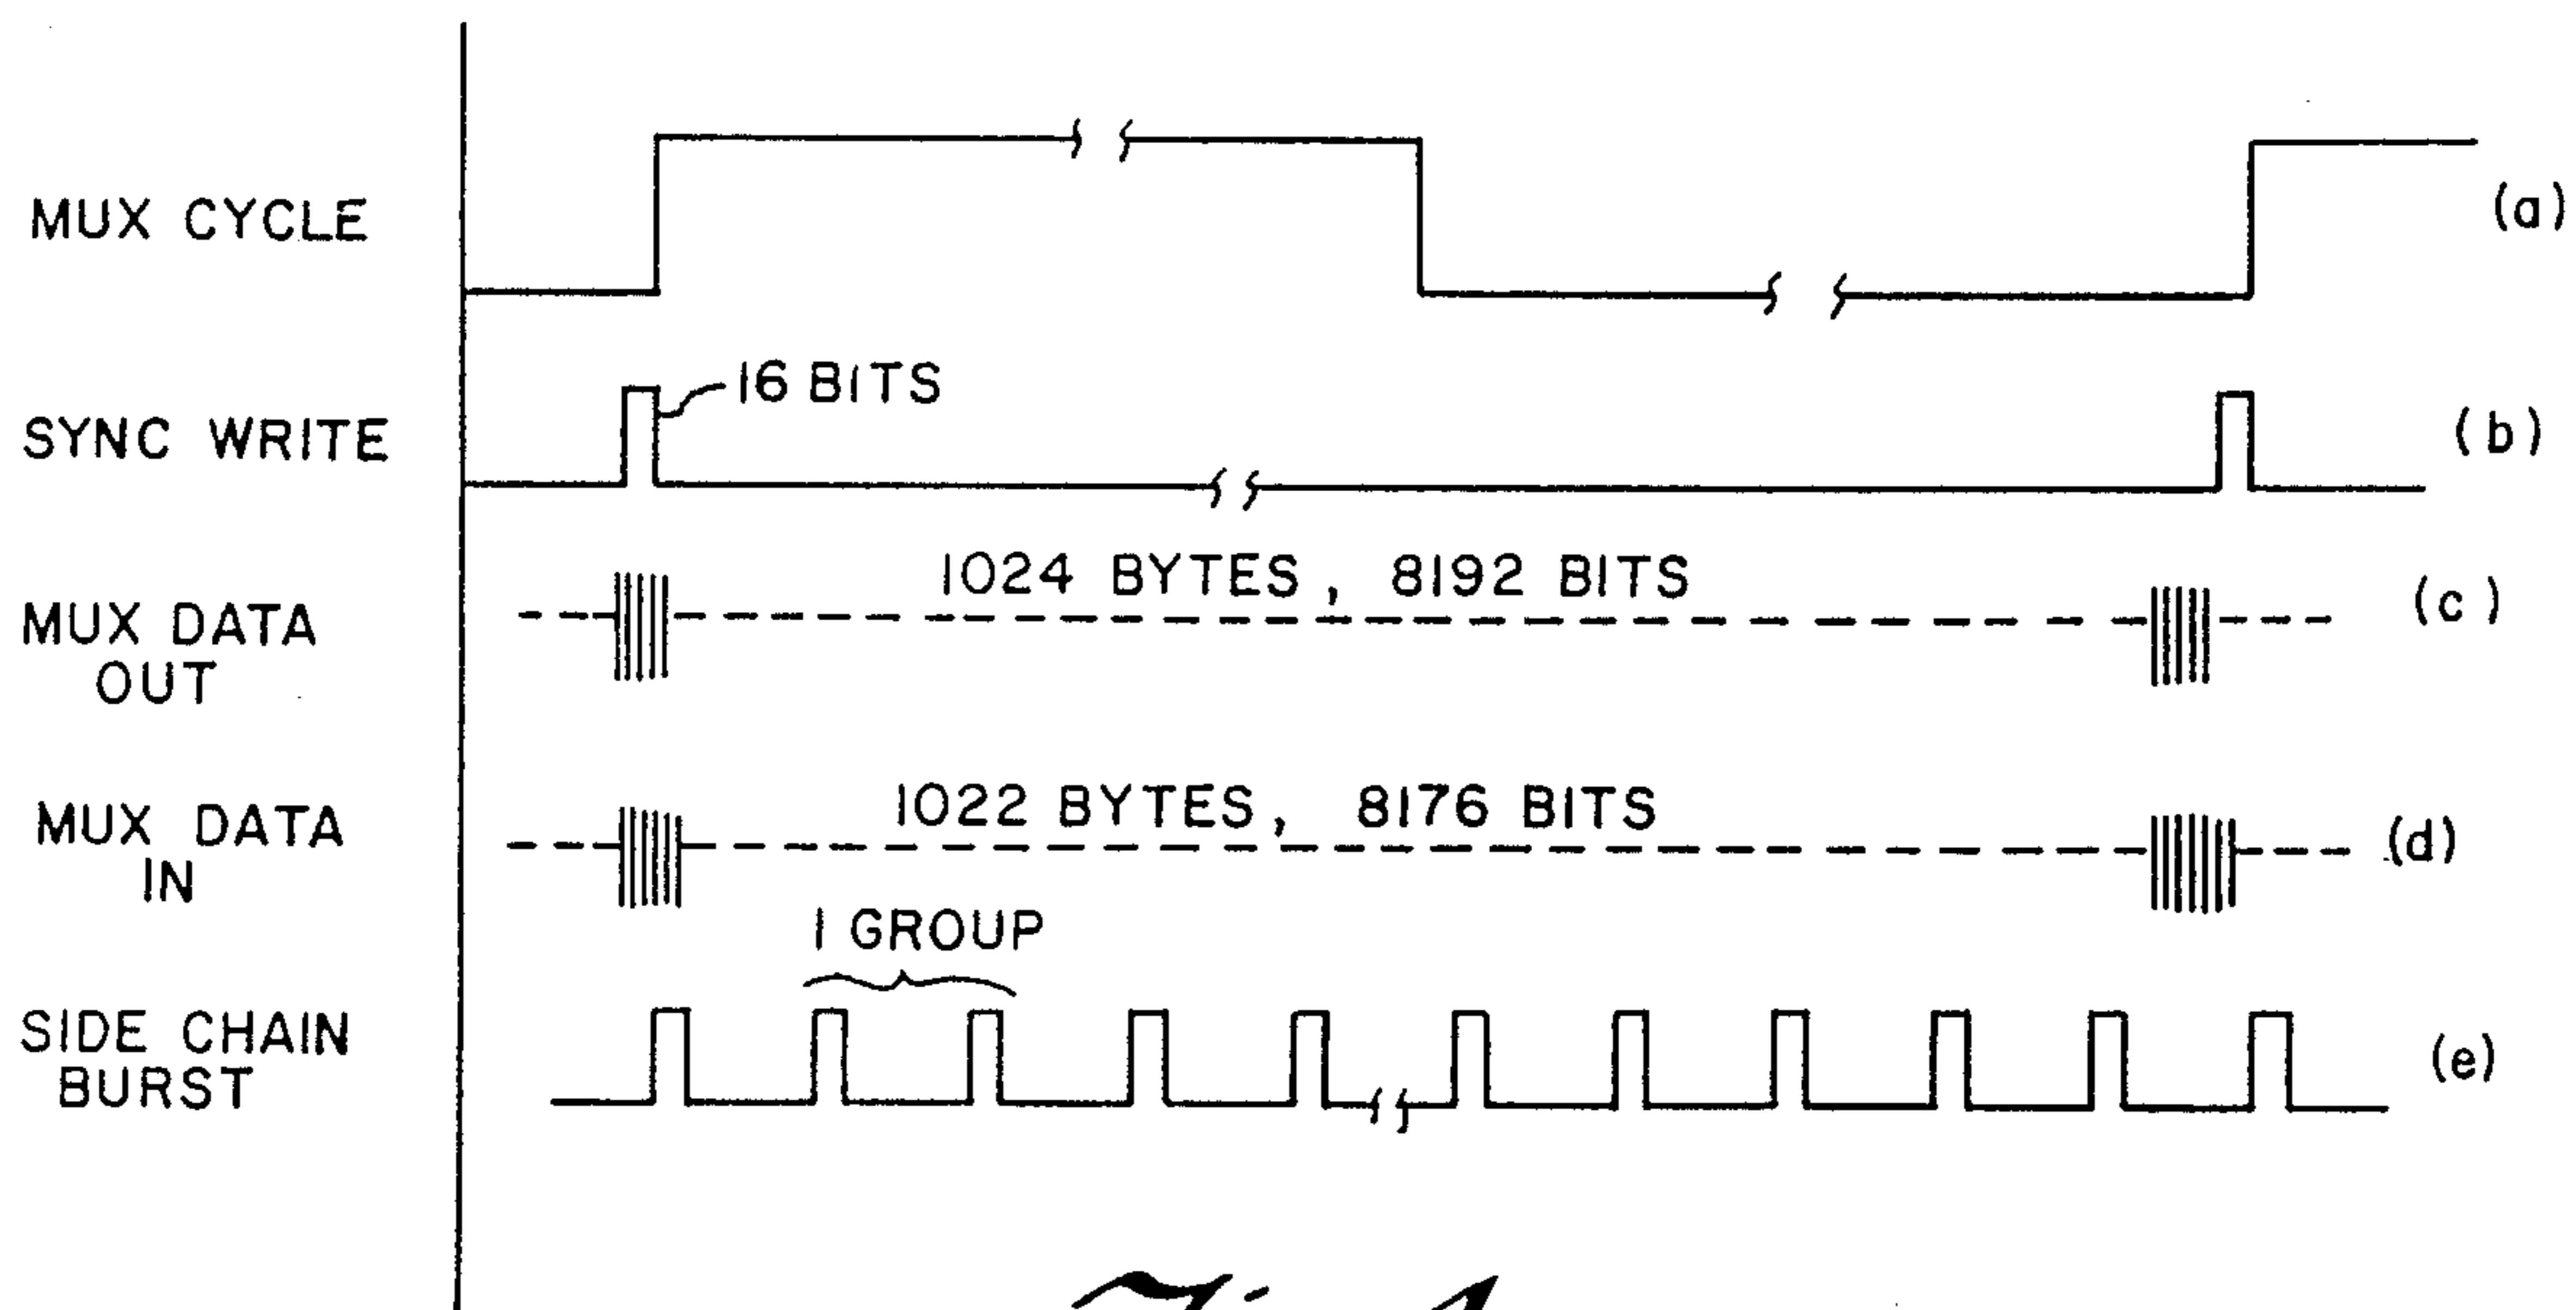 MUX CYCLE
(a)
16 BITS
SYNC WRITE
(b)
1024 BYTES, 8192 BITS
MUX DATA
OUT
(c)
1022 BYTES, 8176 BITS
MUX DATA
IN
(d)
1 GROUP
SIDE CHAIN
BURST
(e)